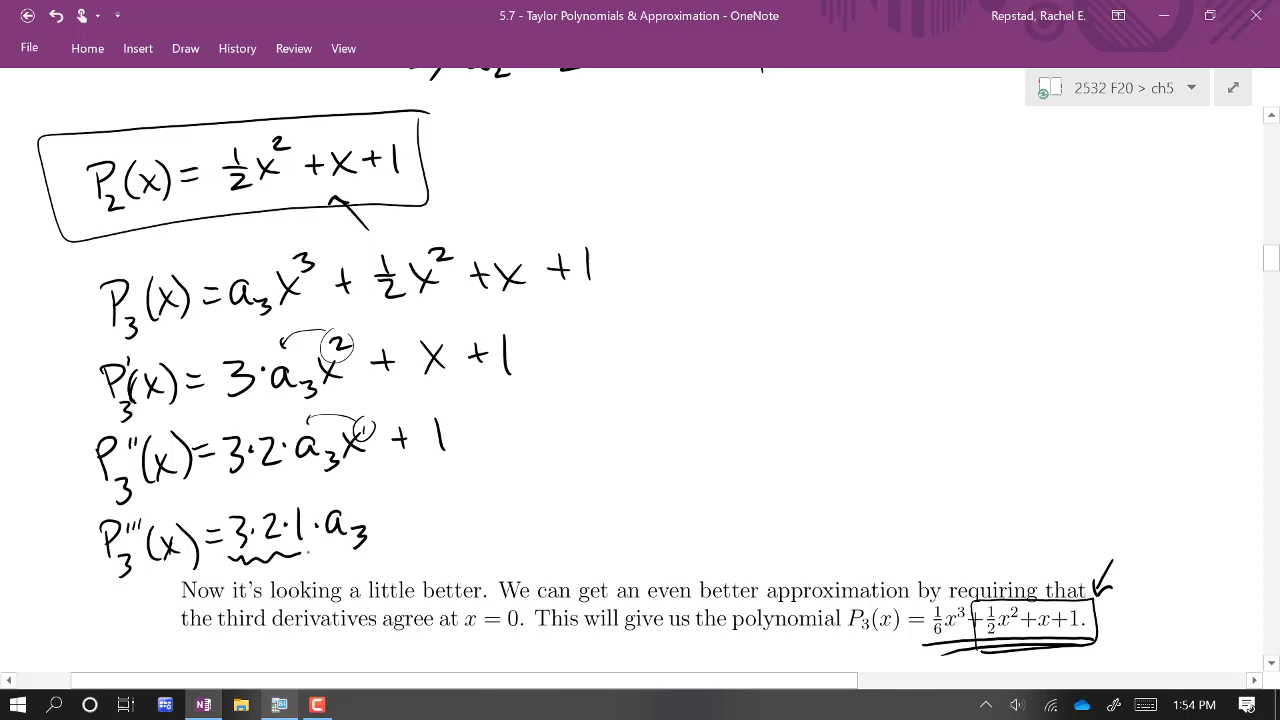 5.7 - Taylor Polynomials & Approximation - OneNote
Repstad, Rachel E.
File Home Insert Draw History Review View
2532 F20 > ch5
P₂(x) = ½x² + x + 1
P₃(x) = a₃x³ + ½x² + x + 1
P₃'(x) = 3·a₃x² + x + 1
P₃''(x) = 3·2·a₃x¹ + 1
P₃'''(x) = 3·2·1·a₃
Now it's looking a little better. We can get an even better approximation by requiring that
the third derivatives agree at x = 0. This will give us the polynomial P₃(x) = 1/6x³+½x²+x+1.
1:54 PM